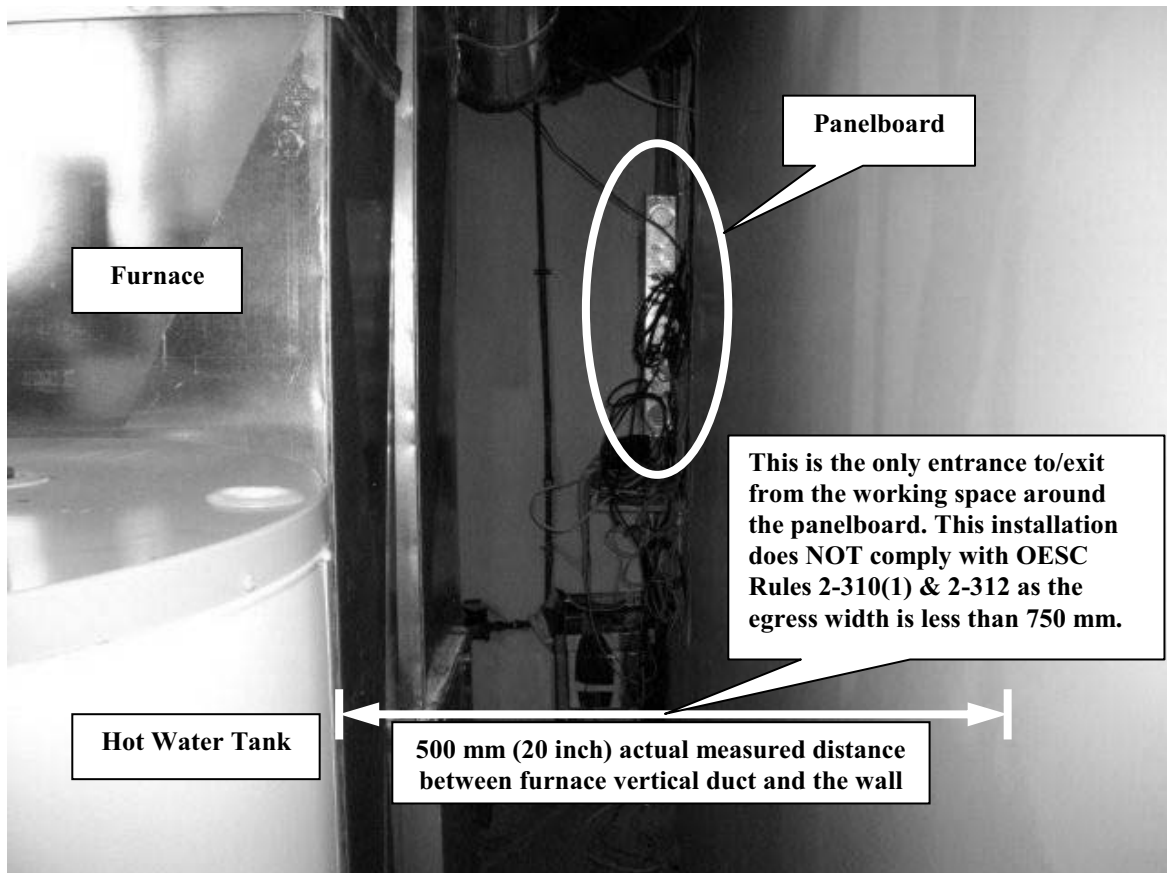 Panelboard
Furnace
This is the only entrance to/exit
from the working space around
the panelboard. This installation
does NOT comply with OESC
Rules 2-310(1) & 2-312 as the
egress width is less than 750 mm.
Hot Water Tank
500 mm (20 inch) actual measured distance
between furnace vertical duct and the wall